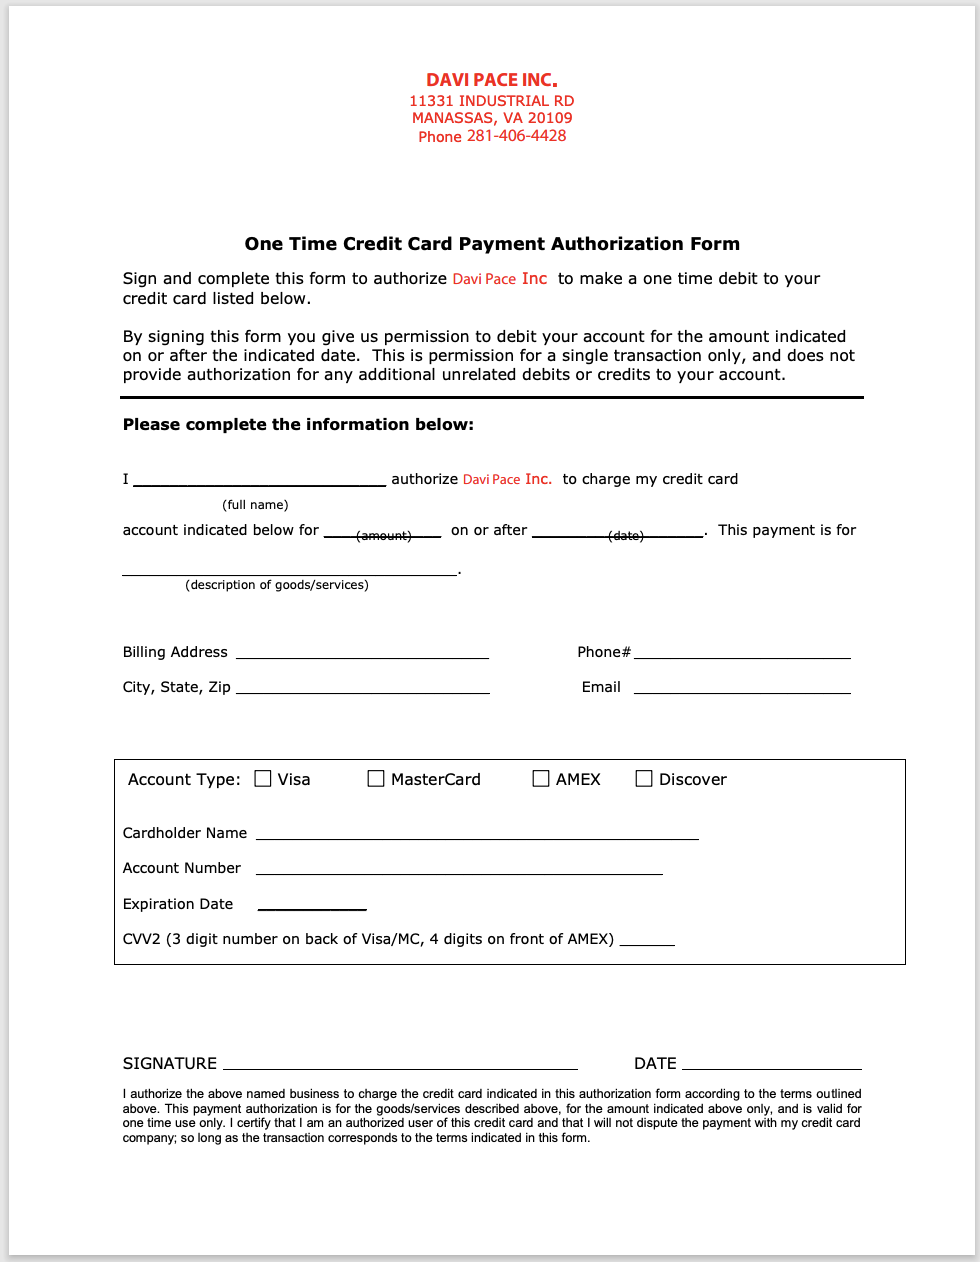 DAVI PACE INC.
11331 INDUSTRIAL RD
MANASSAS, VA 20109
Phone 281-406-4428
One Time Credit Card Payment Authorization Form
Sign and complete this form to authorize Davi Pace Inc to make a one time debit to your
credit card listed below.
By signing this form you give us permission to debit your account for the amount indicated
on or after the indicated date. This is permission for a single transaction only, and does not
provide authorization for any additional unrelated debits or credits to your account.
Please complete the information below:
I ____________________________ authorize Davi Pace Inc. to charge my credit card
(full name)
account indicated below for _____________ on or after ___________________. This payment is for
(amount) (date)
_____________________________________.
(description of goods/services)
Billing Address ____________________________ Phone# ________________________
City, State, Zip ____________________________ Email ________________________
Account Type: ☐ Visa ☐ MasterCard ☐ AMEX ☐ Discover
Cardholder Name _________________________________________________
Account Number _____________________________________________
Expiration Date ____________
CVV2 (3 digit number on back of Visa/MC, 4 digits on front of AMEX) ______
SIGNATURE ___________________________________ DATE __________________
I authorize the above named business to charge the credit card indicated in this authorization form according to the terms outlined
above. This payment authorization is for the goods/services described above, for the amount indicated above only, and is valid for
one time use only. I certify that I am an authorized user of this credit card and that I will not dispute the payment with my credit card
company; so long as the transaction corresponds to the terms indicated in this form.